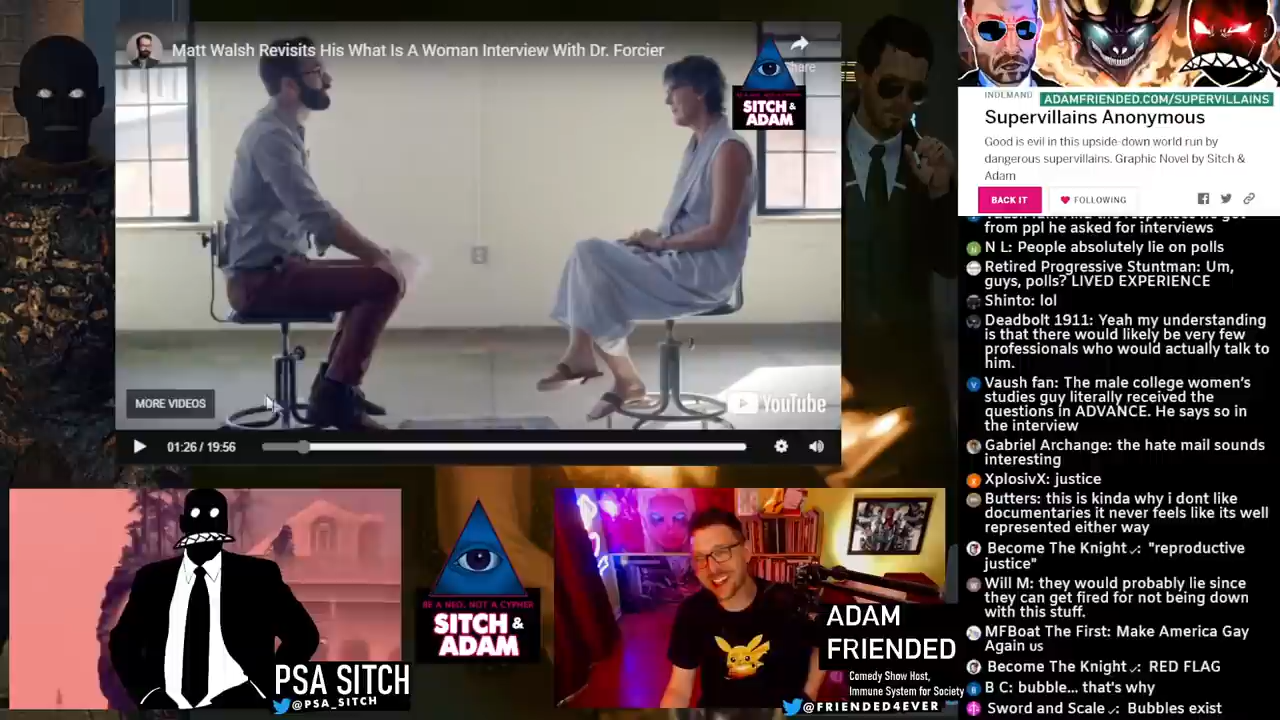 Matt Walsh Revisits His What Is A Woman Interview With Dr. Forcier
Share
SITCH &
ADAM
MORE VIDEOS
YouTube
01:26 / 19:56
INDEMAND
ADAMFRIENDED.COM/SUPERVILLAINS
Supervillains Anonymous
Good is evil in this upside-down world run by
dangerous supervillains. Graphic Novel by Sitch &
Adam
BACK IT
FOLLOWING
from ppl he asked for interviews
N L: People absolutely lie on polls
Retired Progressive Stuntman: Um,
guys, polls? LIVED EXPERIENCE
Shinto: lol
Deadbolt 1911: Yeah my understanding
is that there would likely be very few
professionals who would actually talk to
him.
Vaush fan: The male college women's
studies guy literally received the
questions in ADVANCE. He says so in
the interview
Gabriel Archange: the hate mail sounds
interesting
XplosivX: justice
Butters: this is kinda why i dont like
documentaries it never feels like its well
represented either way
Become The Knight ✓: "reproductive
justice"
Will M: they would probably lie since
they can get fired for not being down
with this stuff.
MFBoat The First: Make America Gay
Again us
Become The Knight ✓: RED FLAG
B C: bubble... that's why
Sword and Scale ✓: Bubbles exist
PSA SITCH
@PSA_SITCH
BE A NEO, NOT A CYPHER
SITCH &
ADAM
ADAM
FRIENDED
Comedy Show Host,
Immune System for Society
@FRIENDED4EVER